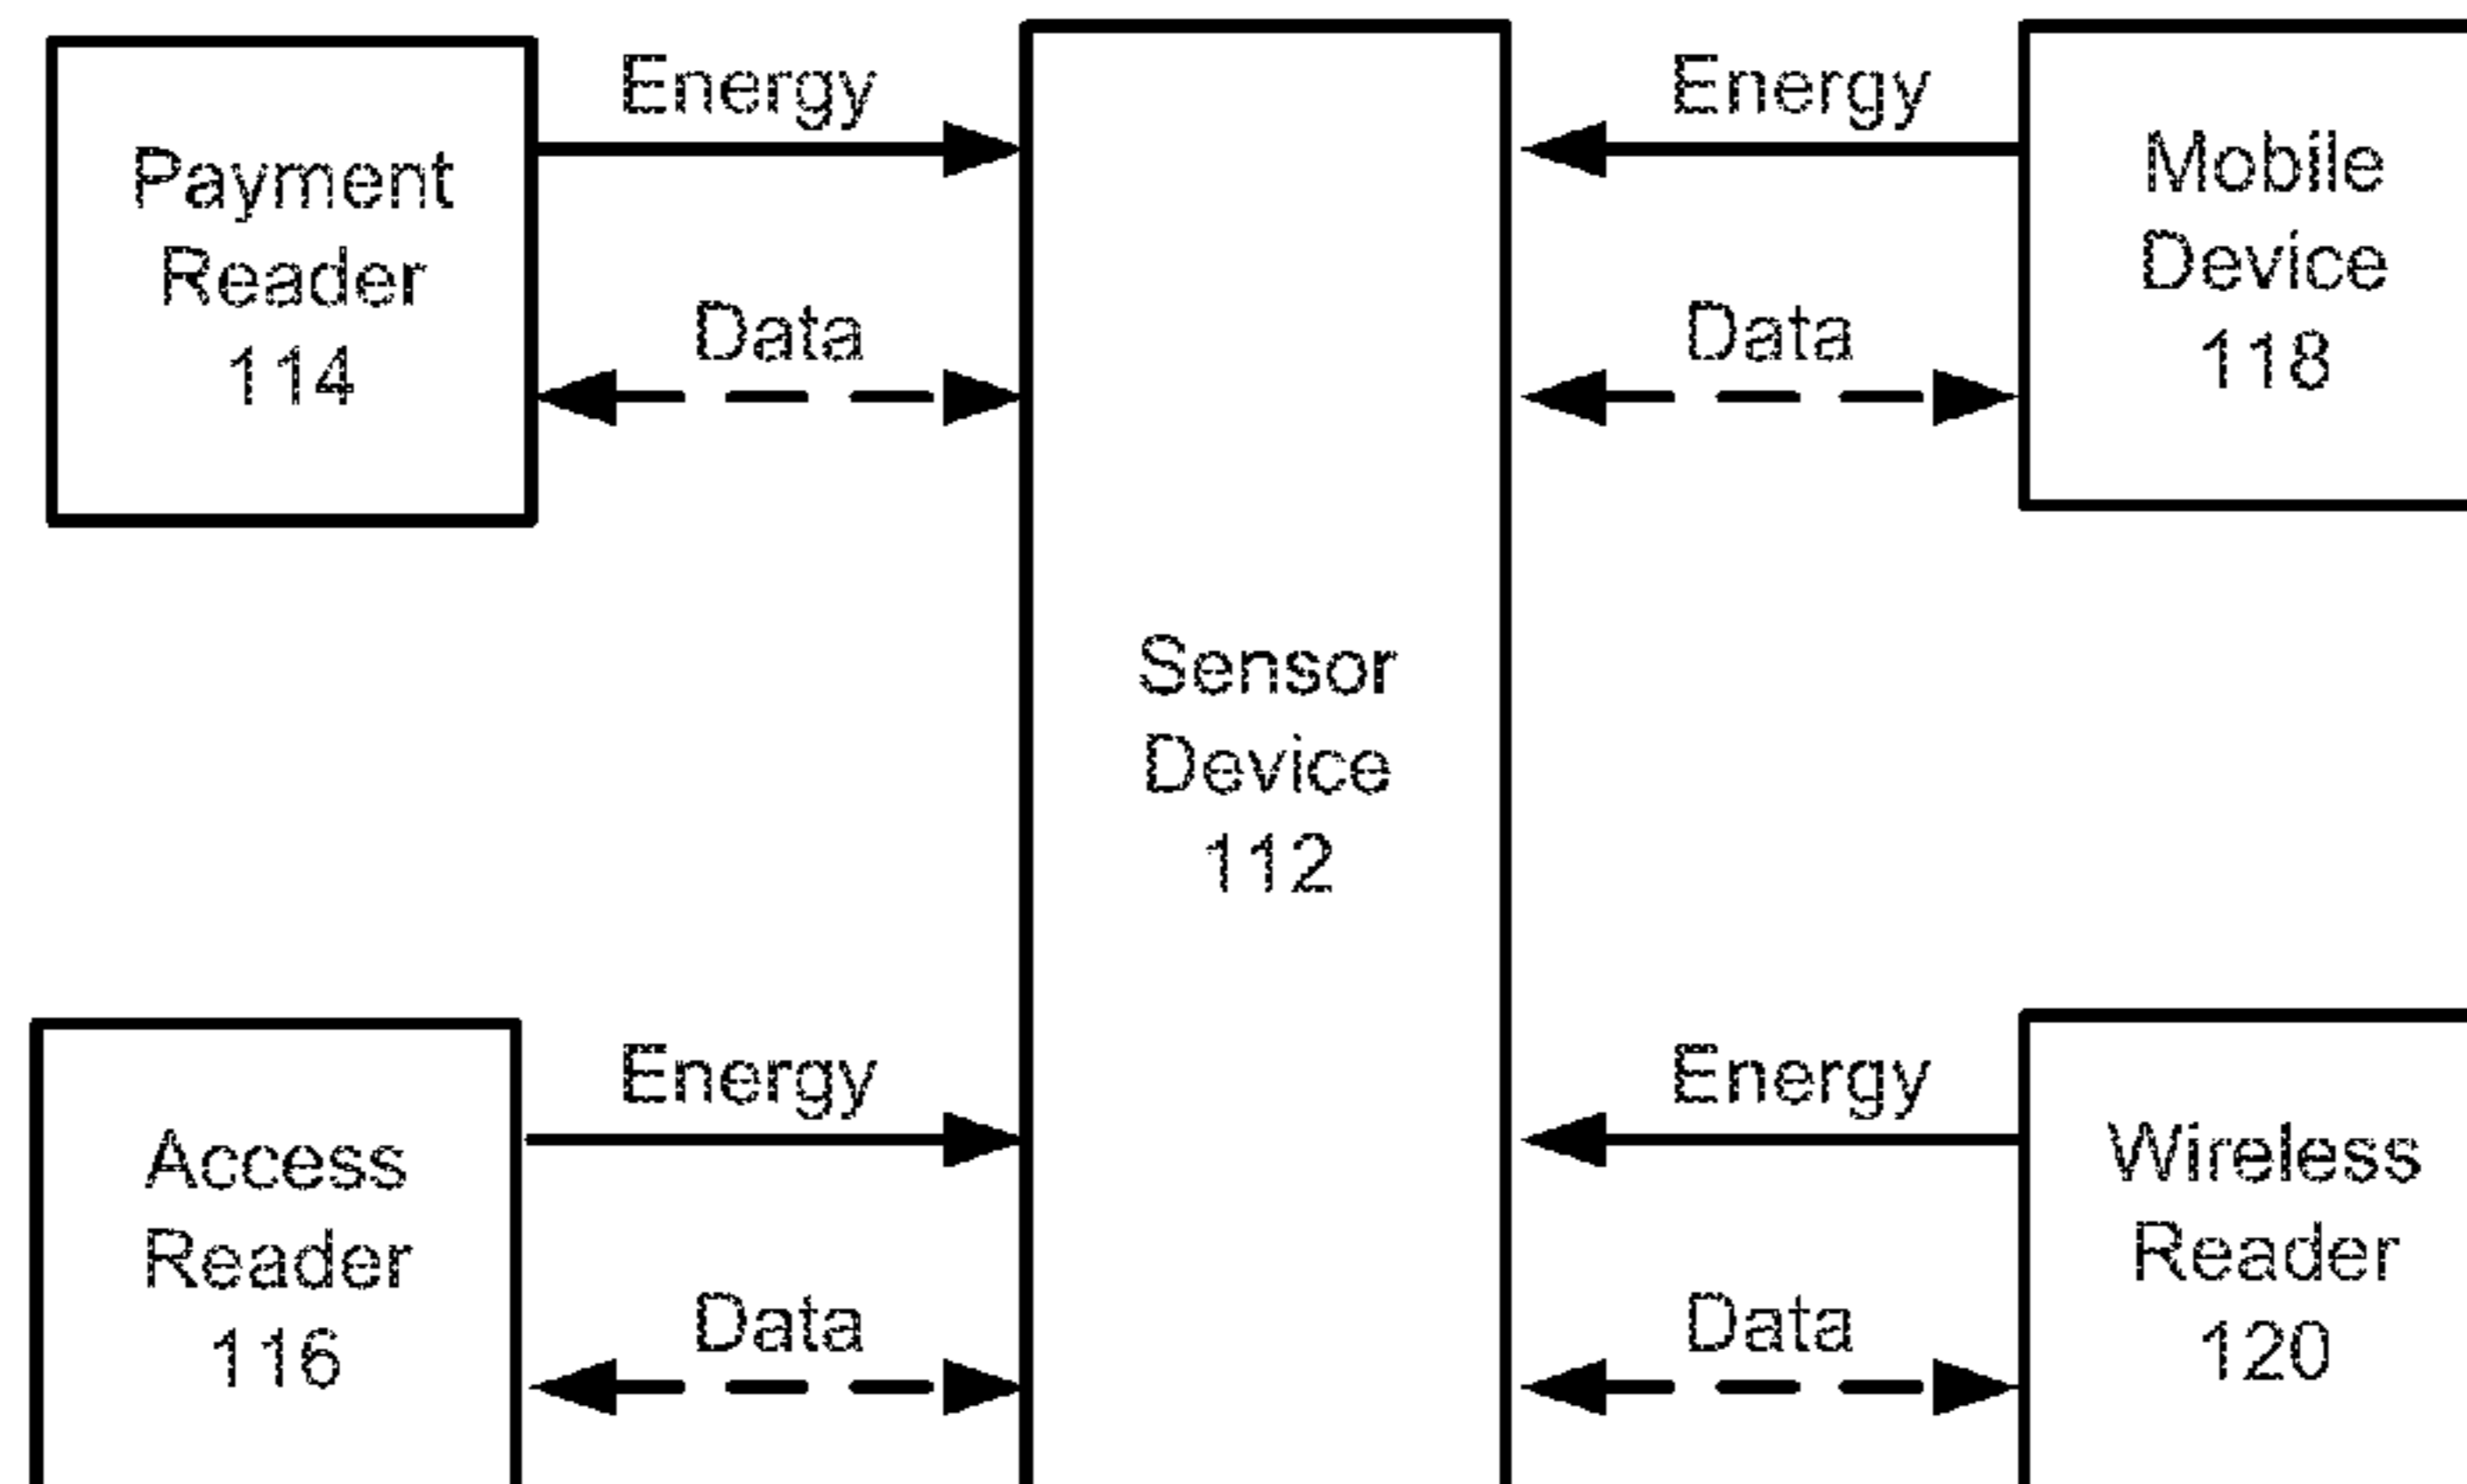 Payment
Reader
114
Energy
Data
Sensor
Device
112
Energy
Data
Mobile
Device
118
Access
Reader
116
Energy
Data
Energy
Data
Wireless
Reader
120